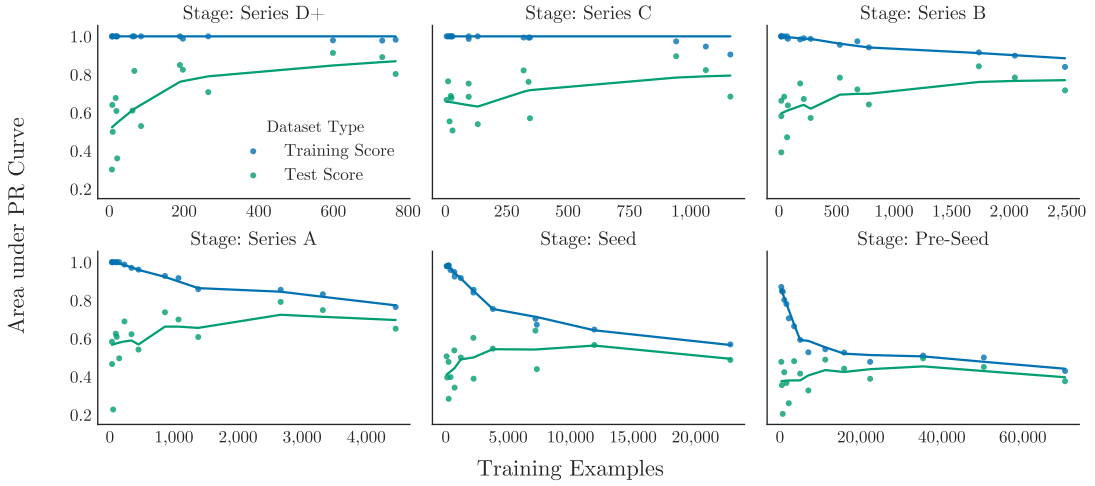 Stage: Series D+
Stage: Series C
Stage: Series B
1.0
0.8
0.6
0.4
0.2
Dataset Type
Training Score
Test Score
0 200 400 600 800
0 250 500 750 1,000
0 500 1,000 1,500 2,000 2,500
Area under PR Curve
Stage: Series A
Stage: Seed
Stage: Pre-Seed
1.0
0.8
0.6
0.4
0.2
0 1,000 2,000 3,000 4,000
0 5,000 10,000 15,000 20,000
0 20,000 40,000 60,000
Training Examples